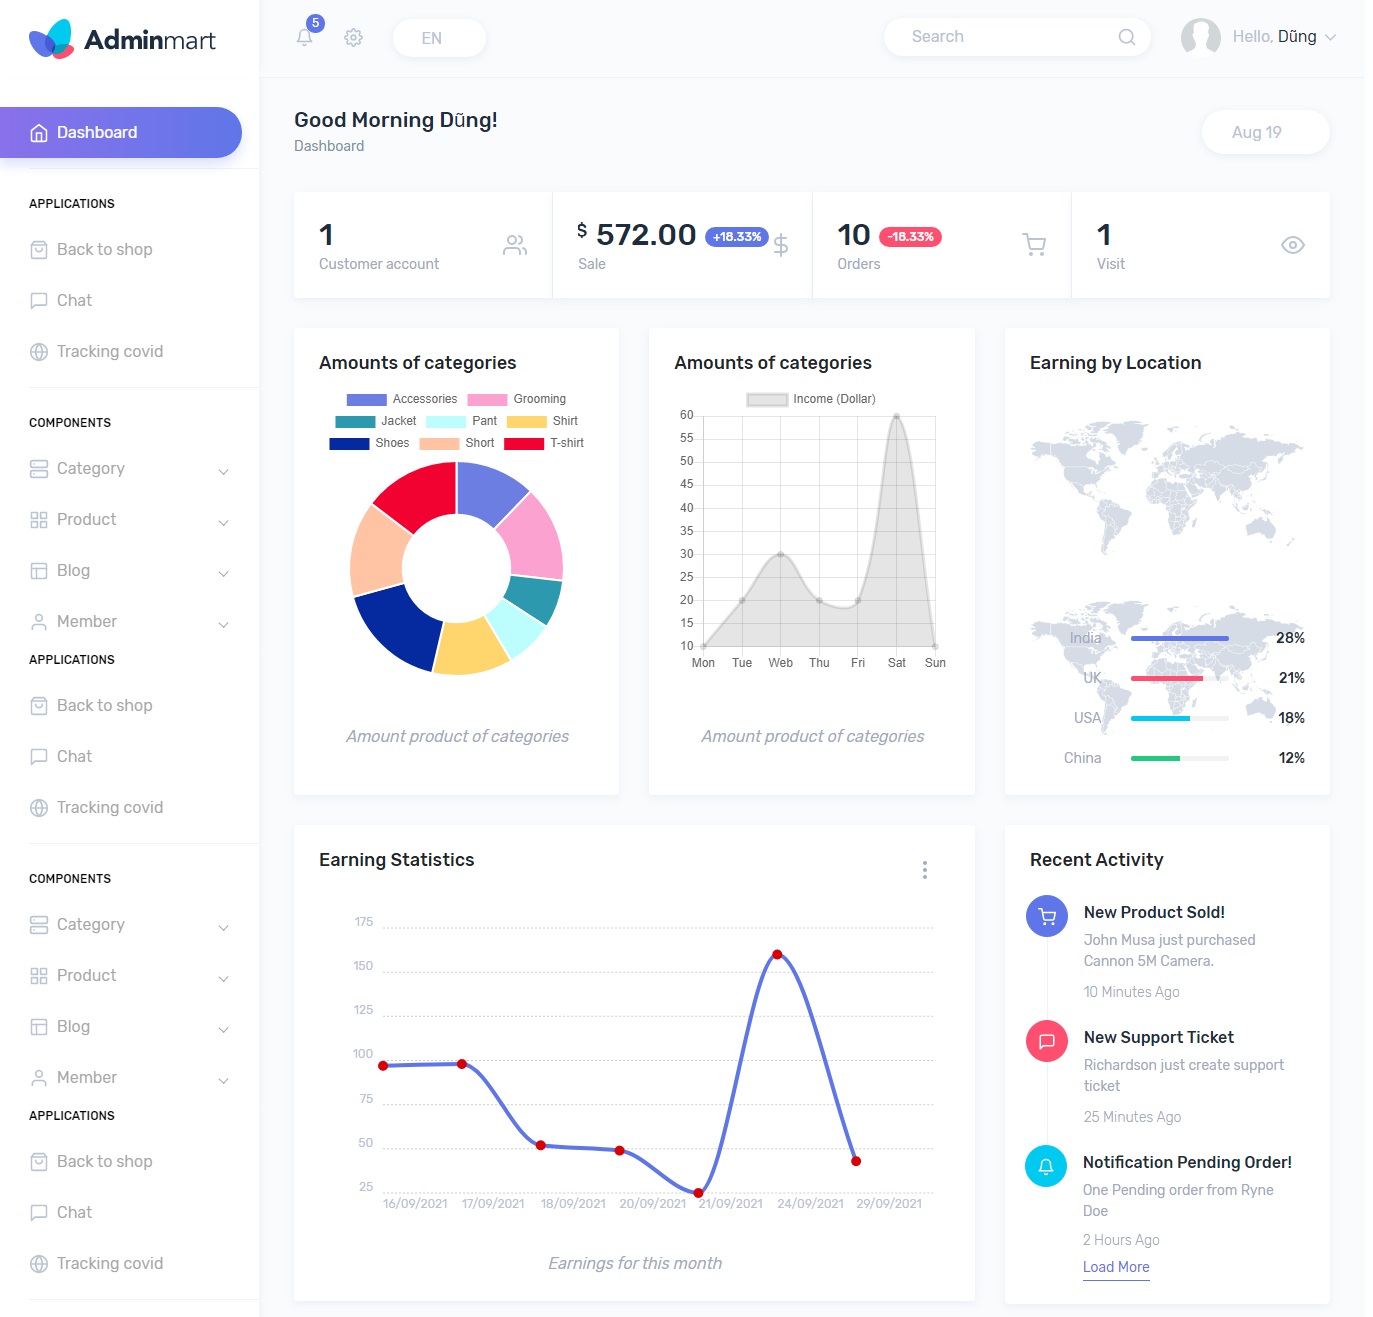 Adminmart
5
EN
Search
Hello, Dũng
Dashboard
APPLICATIONS
Back to shop
Chat
Tracking covid
COMPONENTS
Category
Product
Blog
Member
APPLICATIONS
Back to shop
Chat
Tracking covid
COMPONENTS
Category
Product
Blog
Member
APPLICATIONS
Back to shop
Chat
Tracking covid
Good Morning Dũng!
Dashboard
Aug 19
1
Customer account
$ 572.00 +18.33%
Sale
10 -18.33%
Orders
1
Visit
Amounts of categories
Accessories Grooming
Jacket Pant Shirt
Shoes Short T-shirt
Amount product of categories
Amounts of categories
Income (Dollar)
60
55
50
45
40
35
30
25
20
15
10
Mon Tue Web Thu Fri Sat Sun
Amount product of categories
Earning by Location
India 28%
UK 21%
USA 18%
China 12%
Earning Statistics
175
150
125
100
75
50
25
16/09/2021 17/09/2021 18/09/2021 20/09/2021 21/09/2021 24/09/2021 29/09/2021
Earnings for this month
Recent Activity
New Product Sold!
John Musa just purchased
Cannon 5M Camera.
10 Minutes Ago
New Support Ticket
Richardson just create support
ticket
25 Minutes Ago
Notification Pending Order!
One Pending order from Ryne
Doe
2 Hours Ago
Load More